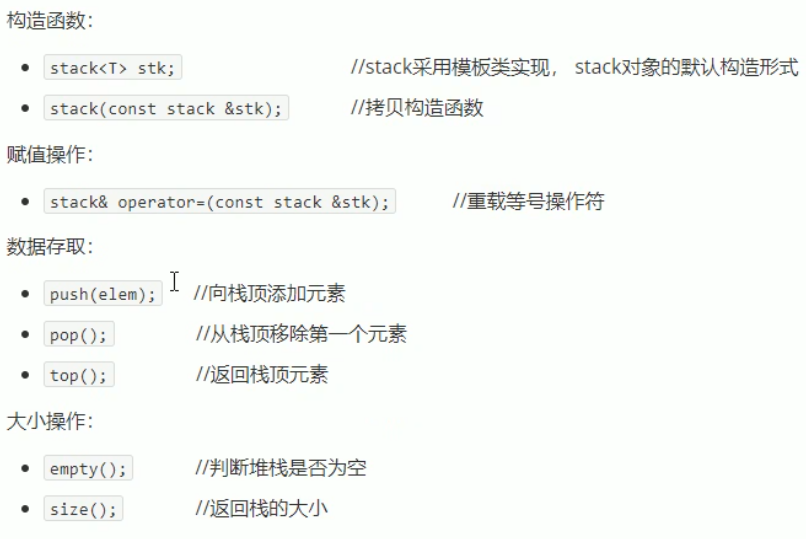 构造函数：
stack<T> stk; //stack采用模板类实现， stack对象的默认构造形式
stack(const stack &stk); //拷贝构造函数
赋值操作：
stack& operator=(const stack &stk); //重载等号操作符
数据存取：
push(elem); //向栈顶添加元素
pop(); //从栈顶移除第一个元素
top(); //返回栈顶元素
大小操作：
empty(); //判断堆栈是否为空
size(); //返回栈的大小